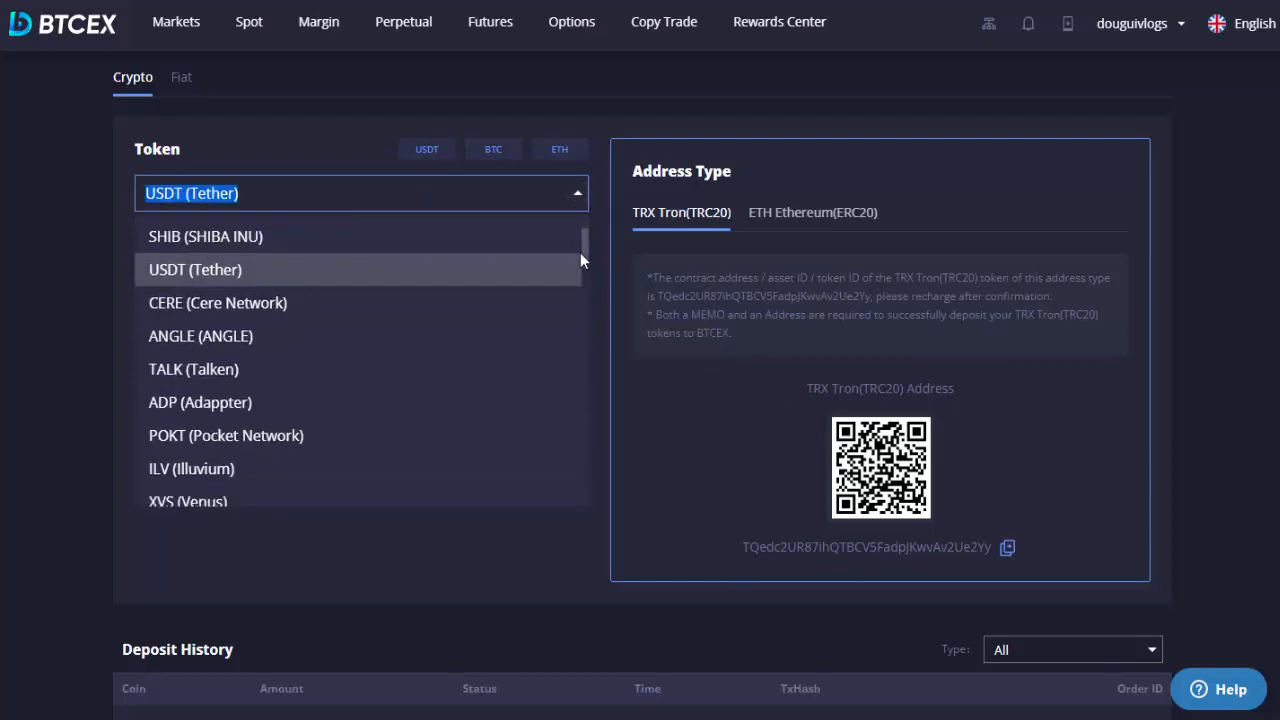 BTCEX
Markets
Spot
Margin
Perpetual
Futures
Options
Copy Trade
Rewards Center
douguivlogs
English
Crypto
Fiat
Token
USDT
BTC
ETH
USDT (Tether)
SHIB (SHIBA INU)
USDT (Tether)
CERE (Cere Network)
ANGLE (ANGLE)
TALK (Talken)
ADP (Adappter)
POKT (Pocket Network)
ILV (Illuvium)
XVS (Venus)
Address Type
TRX Tron(TRC20)
ETH Ethereum(ERC20)
*The contract address / asset ID / token ID of the TRX Tron(TRC20) token of this address type
is TQedc2UR87ihQTBCV5FadpJKwvAv2Ue2Yy, please recharge after confirmation.
* Both a MEMO and an Address are required to successfully deposit your TRX Tron(TRC20)
tokens to BTCEX.
TRX Tron(TRC20) Address
TQedc2UR87ihQTBCV5FadpJKwvAv2Ue2Yy
Deposit History
Type:
All
Coin
Amount
Status
Time
TxHash
Order ID
Help